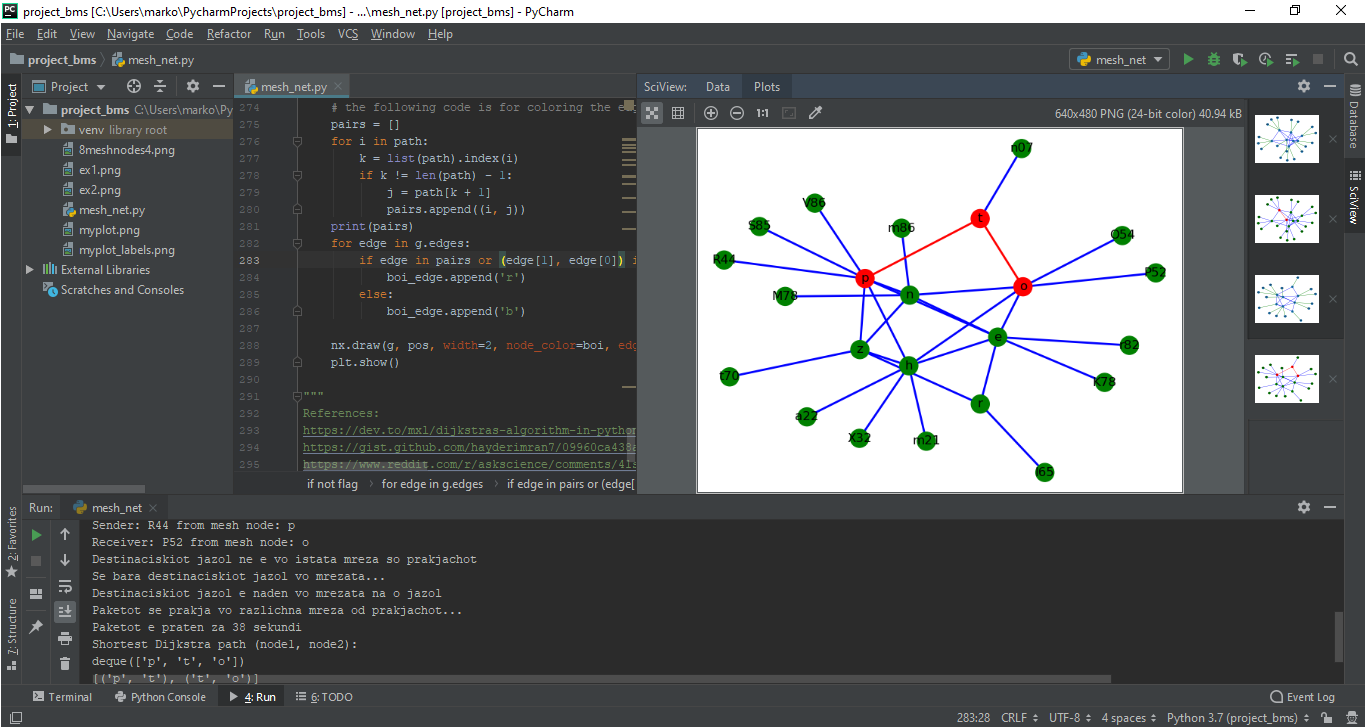 project_bms [C:\Users\marko\PycharmProjects\project_bms] - ...\mesh_net.py [project_bms] - PyCharm
File Edit View Navigate Code Refactor Run Tools VCS Window Help
project_bms mesh_net.py
mesh_net
1: Project
Project
project_bms C:\Users\marko\Py
venv library root
8meshnodes4.png
ex1.png
ex2.png
mesh_net.py
myplot.png
myplot_labels.png
External Libraries
Scratches and Consoles
mesh_net.py
274 # the following code is for coloring the ed
275 pairs = []
276 for i in path:
277 k = list(path).index(i)
278 if k != len(path) - 1:
279 j = path[k + 1]
280 pairs.append((i, j))
281 print(pairs)
282 for edge in g.edges:
283 if edge in pairs or (edge[1], edge[0]) i
284 boi_edge.append('r')
285 else:
286 boi_edge.append('b')
287
288 nx.draw(g, pos, width=2, node_color=boi, edg
289 plt.show()
290
291 """
292 References:
293 https://dev.to/mxl/dijkstras-algorithm-in-python
294 https://gist.github.com/hayderimran7/09960ca438a
295 https://www.reddit.com/r/askscience/comments/41s
if not flag for edge in g.edges if edge in pairs or (edge[
SciView: Data Plots
1:1
640x480 PNG (24-bit color) 40.94 kB
n07
V86
t
S85
m86
O54
R44
P52
p
o
M78
n
e
r82
z
h
t70
K78
r
a22
X32
m21
I65
Database
SciView
Run: mesh_net
Sender: R44 from mesh node: p
Receiver: P52 from mesh node: o
Destinaciskiot jazol ne e vo istata mreza so prakjachot
Se bara destinaciskiot jazol vo mrezata...
Destinaciskiot jazol e naden vo mrezata na o jazol
Paketot se prakja vo razlichna mreza od prakjachot...
Paketot e praten za 38 sekundi
Shortest Dijkstra path (node1, node2):
deque(['p', 't', 'o'])
[('p', 't'), ('t', 'o')]
2: Favorites
7: Structure
Terminal Python Console 4: Run 6: TODO
Event Log
283:28 CRLF UTF-8 4 spaces Python 3.7 (project_bms)